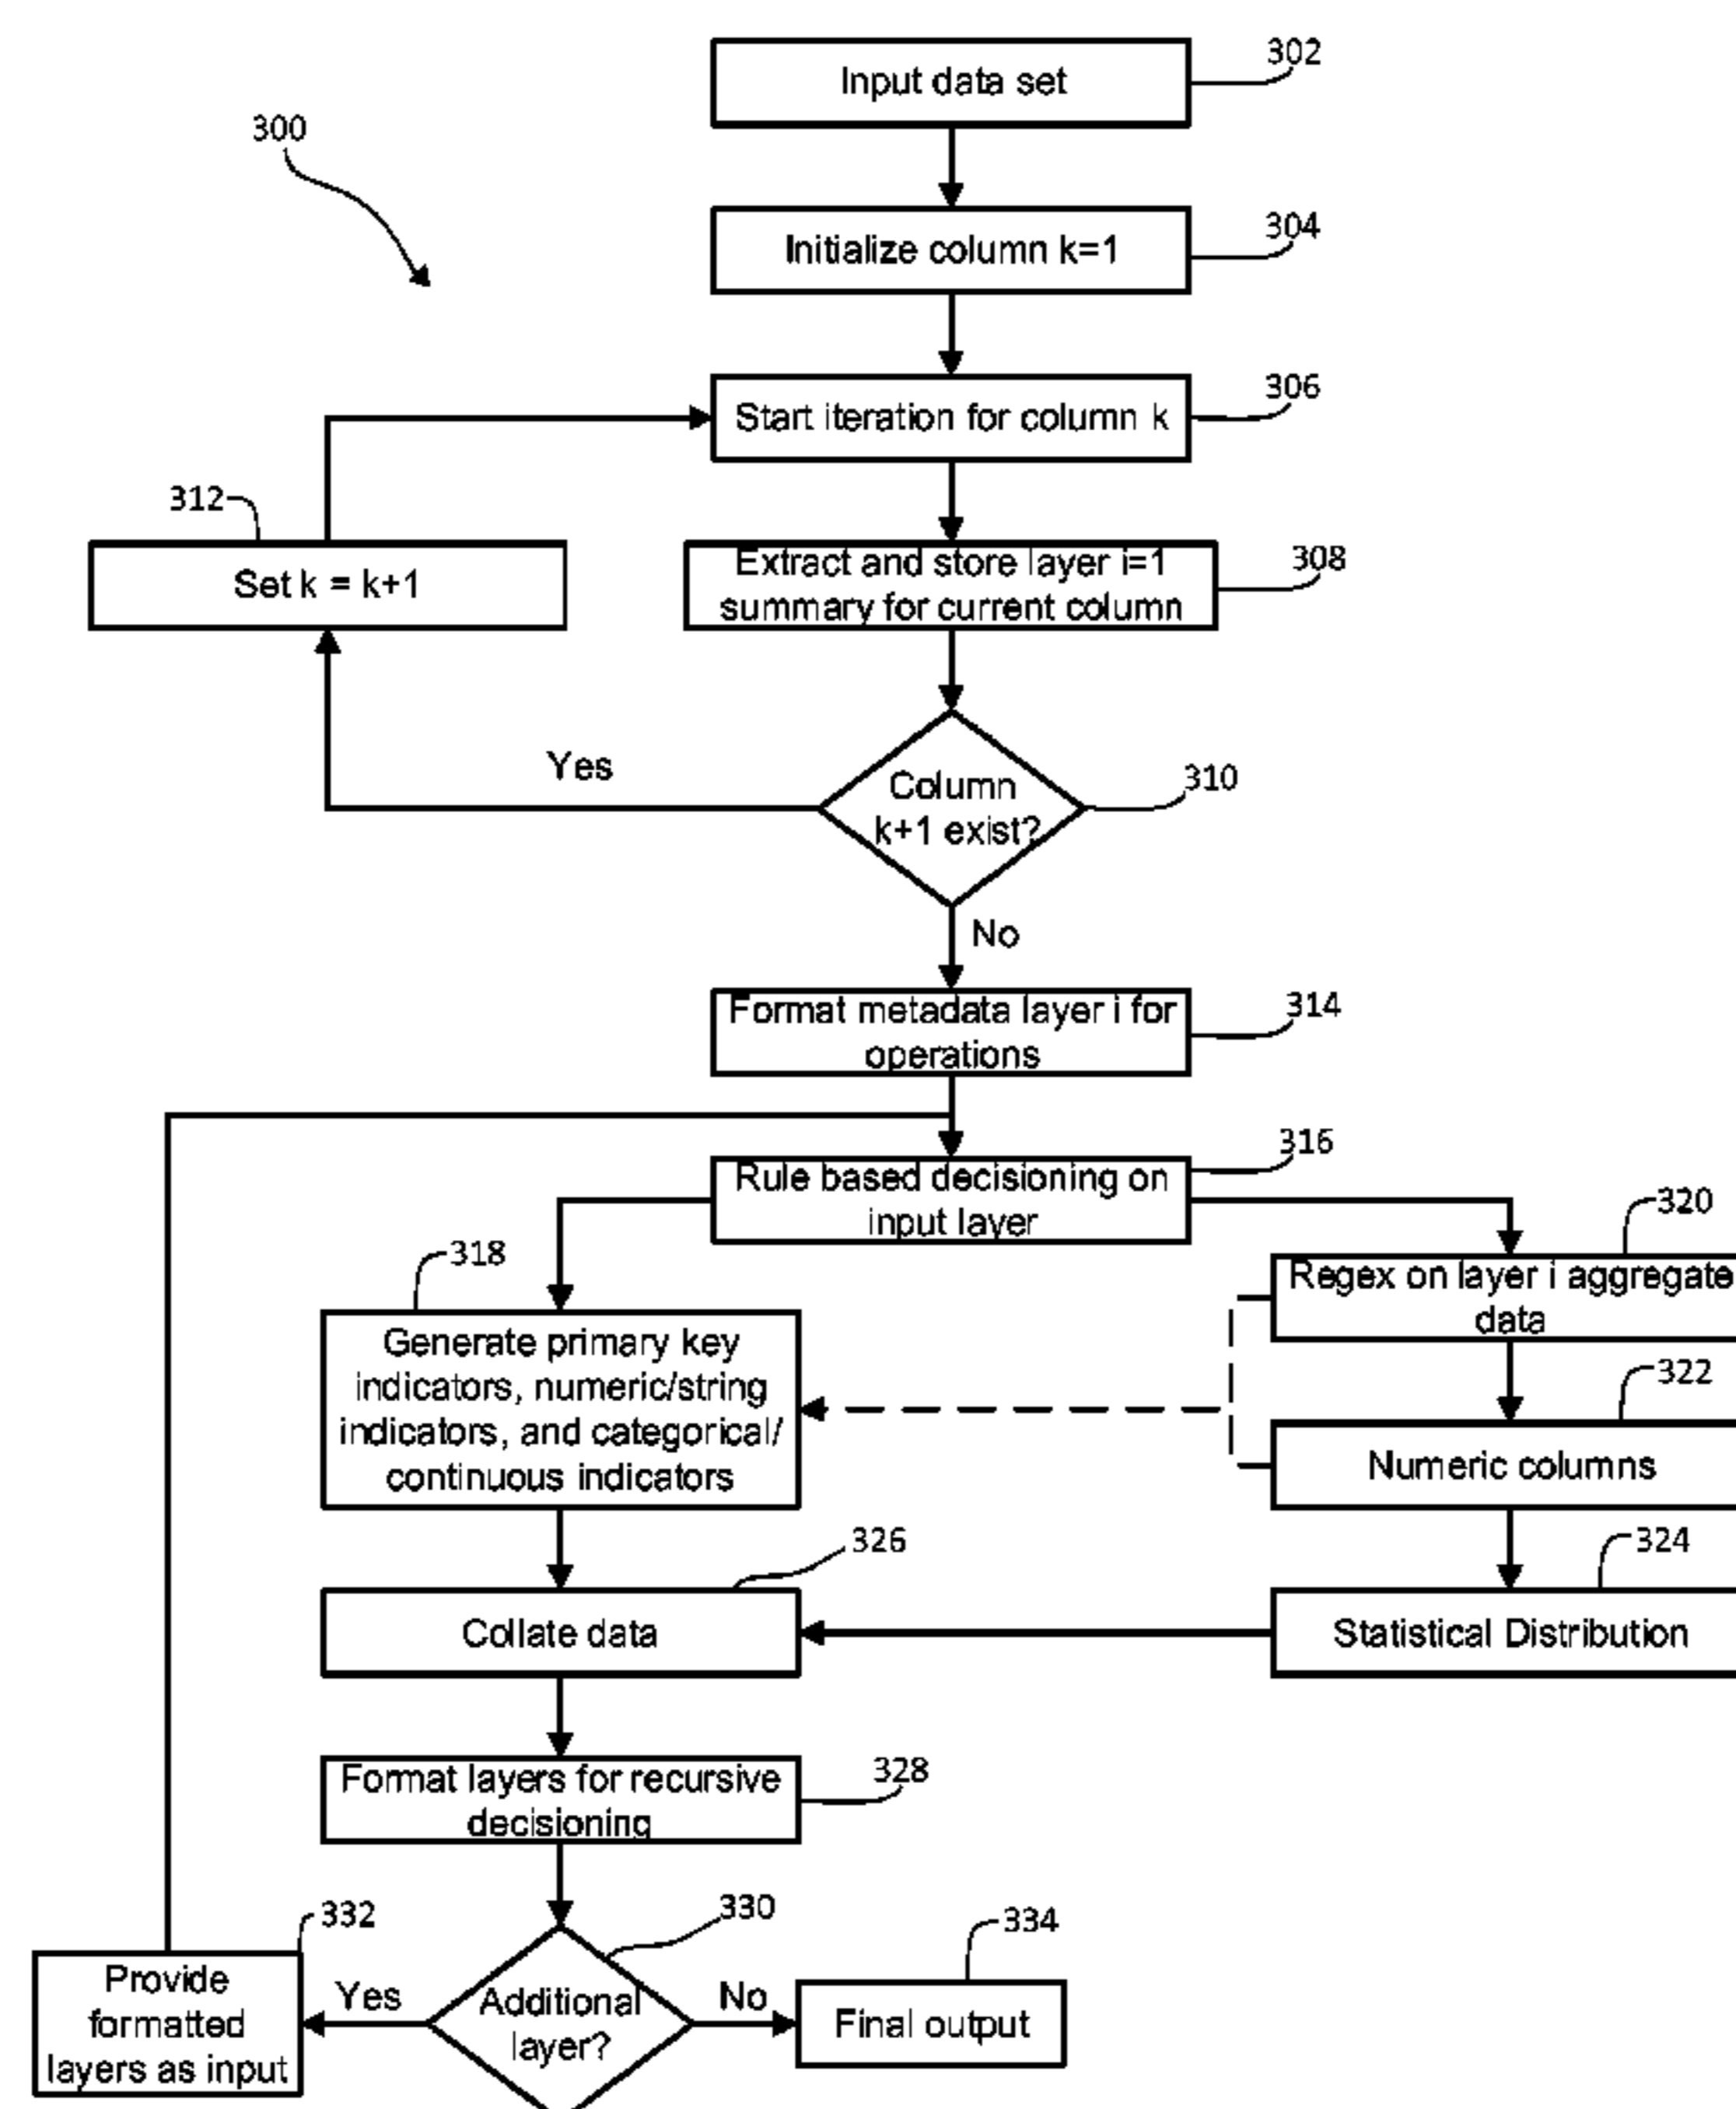 302
Input data set
300
304
Initialize column k=1
306
Start iteration for column k
312
Set k = k+1
308
Extract and store layer i=1
summary for current column
Yes
310
Column
k+1 exist?
No
314
Format metadata layer i for
operations
316
Rule based decisioning on
input layer
320
Regex on layer i aggregate
data
318
Generate primary key
indicators, numeric/string
indicators, and categorical/
continuous indicators
322
Numeric columns
326
Collate data
324
Statistical Distribution
328
Format layers for recursive
decisioning
332
Provide
formatted
layers as input
Yes
330
Additional
layer?
No
334
Final output